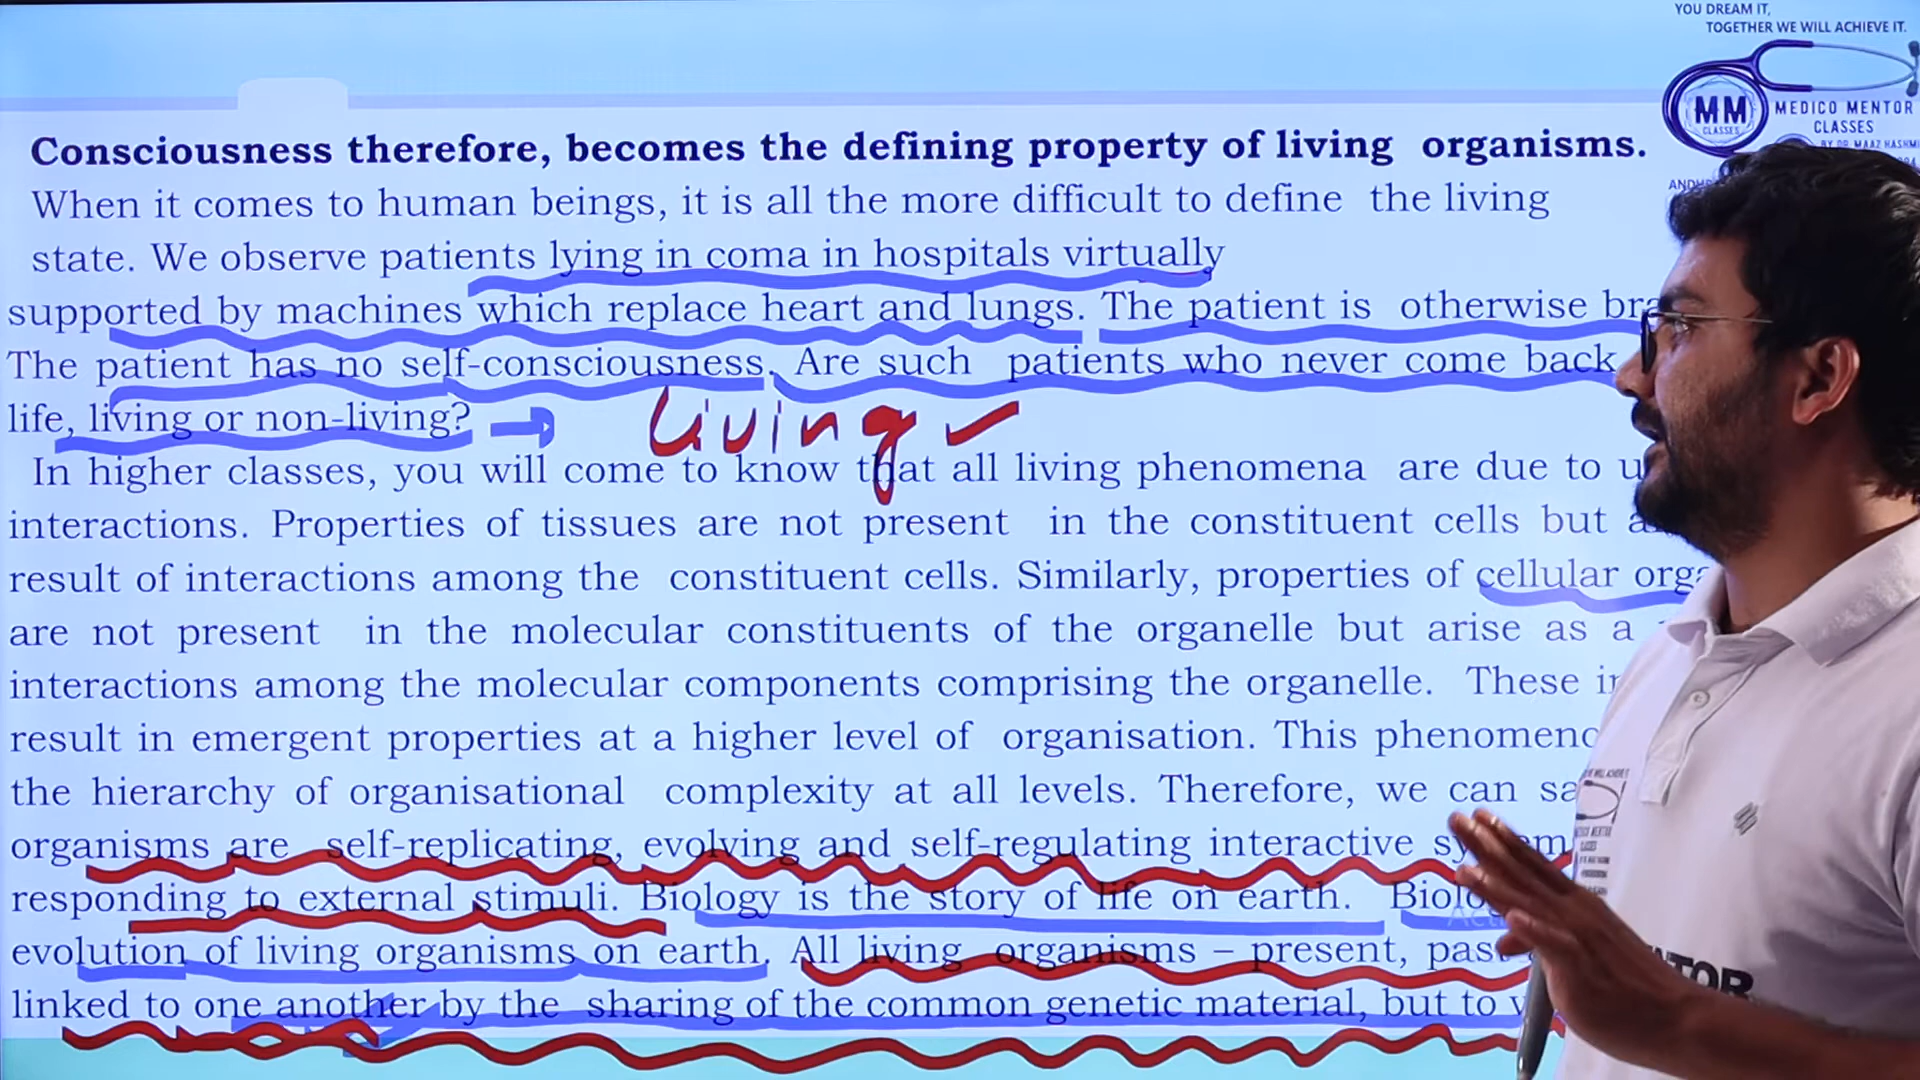 YOU DREAM IT,
TOGETHER WE WILL ACHIEVE IT.
MM
CLASSES
MEDICO MENTOR
CLASSES
BY DR. MAAZ HASHMI
Consciousness therefore, becomes the defining property of living organisms.
When it comes to human beings, it is all the more difficult to define the living
state. We observe patients lying in coma in hospitals virtually
supported by machines which replace heart and lungs. The patient is otherwise
The patient has no self-consciousness. Are such patients who never come back
life, living or non-living?
Living
In higher classes, you will come to know that all living phenomena are due to
interactions. Properties of tissues are not present in the constituent cells but
result of interactions among the constituent cells. Similarly, properties of cellular
are not present in the molecular constituents of the organelle but arise as a
interactions among the molecular components comprising the organelle. These
result in emergent properties at a higher level of organisation. This
the hierarchy of organisational complexity at all levels. Therefore, we can
organisms are self-replicating, evolving and self-regulating interactive
responding to external stimuli. Biology is the story of life on earth.
evolution of living organisms on earth. All living organisms – present, past
linked to one another by the sharing of the common genetic material, but to